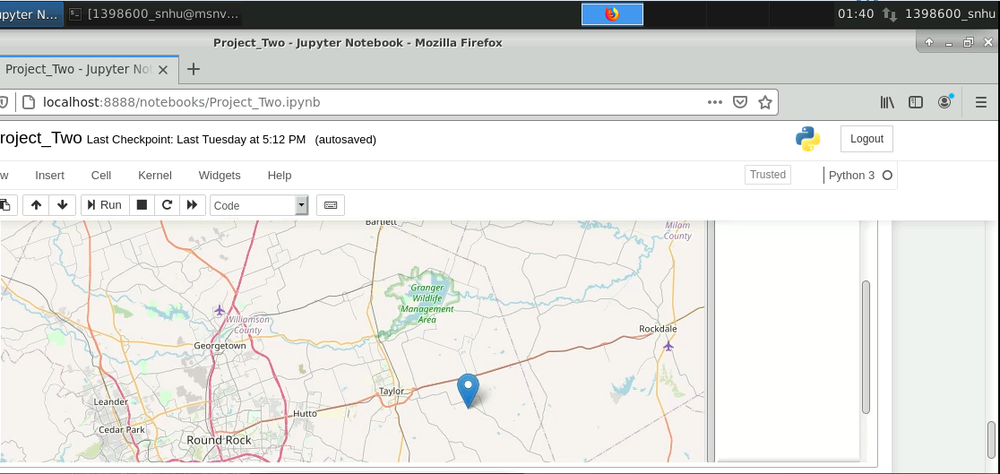 upyter N... [1398600_snhu@msnv... 01:40 1398600_snhu
Project_Two - Jupyter Notebook - Mozilla Firefox
Project_Two - Jupyter Not
localhost:8888/notebooks/Project_Two.ipynb
roject_Two Last Checkpoint: Last Tuesday at 5:12 PM (autosaved) Logout
w Insert Cell Kernel Widgets Help Trusted Python 3
Run Code
Bartlett
Milam
County
Granger
Wildlife
Management
Area
Williamson
County
Rockdale
Georgetown
Taylor
Leander
Hutto
Cedar Park
Round Rock